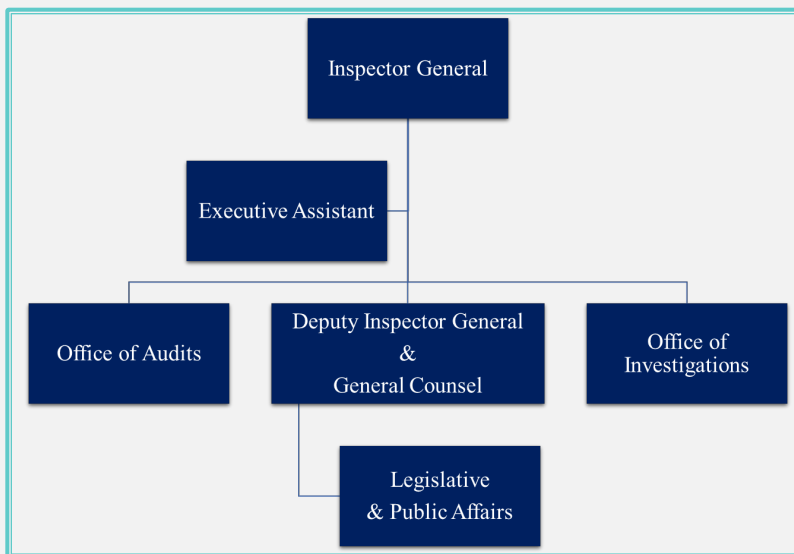 Inspector General
Executive Assistant
Office of Audits
Deputy Inspector General
&
General Counsel
Office of
Investigations
Legislative
& Public Affairs